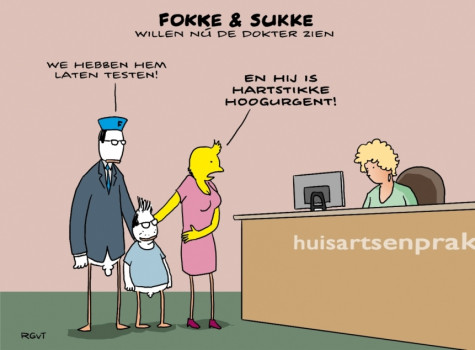 FOKKE & SUKKE
WILLEN NÚ DE DOKTER ZIEN
WE HEBBEN HEM
LATEN TESTEN!
EN HIJ IS
HARTSTIKKE
HOOGURGENT!
F
huisartsenprak
RGvT